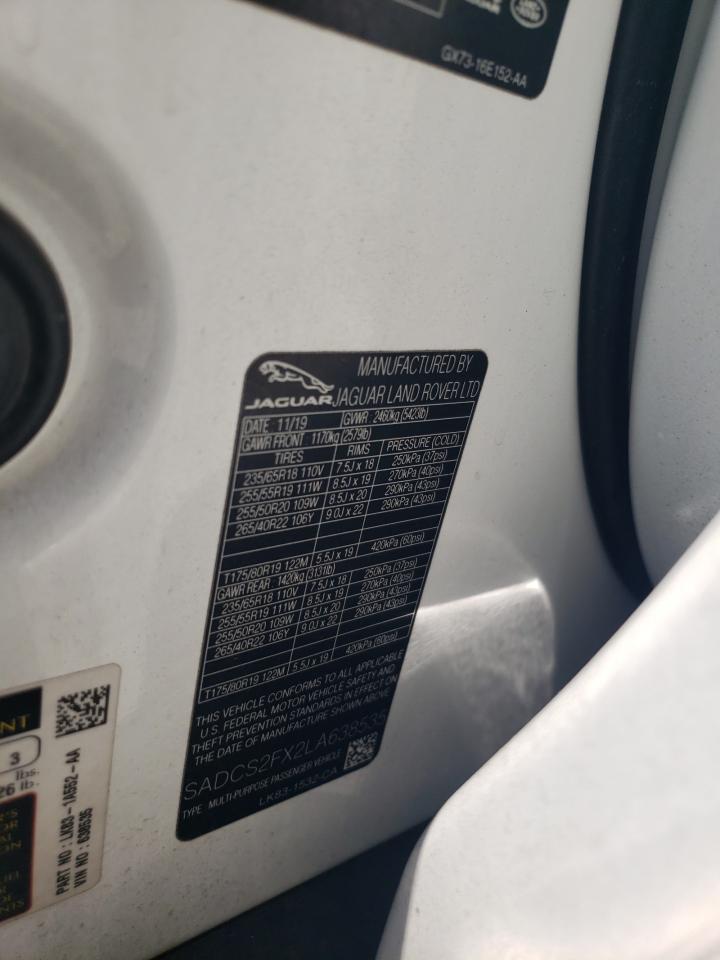 GX73-16E152-AA
JAGUAR
MANUFACTURED BY
JAGUAR LAND ROVER LTD
DATE 11/19 GVWR 2460kg (5423lb)
GAWR FRONT 1170kg (2579lb)
TIRES RIMS PRESSURE (COLD)
235/65R18 110V 7.5J x 18 250kPa (37psi)
255/55R19 111W 8.5J x 19 270kPa (40psi)
255/50R20 109W 8.5J x 20 290kPa (43psi)
265/40R22 106Y 9.0J x 22 290kPa (43psi)
T175/80R19 122M 5.5J x 19 420kPa (60psi)
GAWR REAR 1420kg (3131lb)
235/65R18 110V 7.5J x 18 250kPa (37psi)
255/55R19 111W 8.5J x 19 270kPa (40psi)
255/50R20 109W 8.5J x 20 290kPa (43psi)
265/40R22 106Y 9.0J x 22 290kPa (43psi)
T175/80R19 122M 5.5J x 19 420kPa (60psi)
THIS VEHICLE CONFORMS TO ALL APPLICABLE
U.S. FEDERAL MOTOR VEHICLE SAFETY AND
THEFT PREVENTION STANDARDS IN EFFECT ON
THE DATE OF MANUFACTURE SHOWN ABOVE
SADCS2FX2LA638535
TYPE MULTI-PURPOSE PASSENGER VEHICLE
LK83-1532-CA
NT
3
lbs.
26 lb.
PART NO : LK83-1A552-AA
VIN NO : 638535